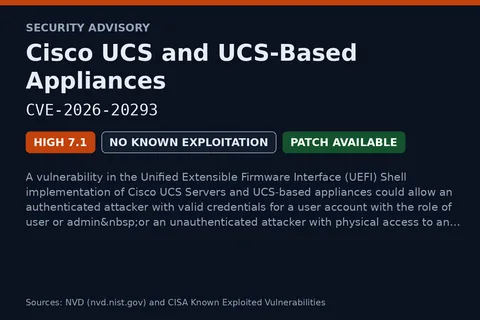 SECURITY ADVISORY
Cisco UCS and UCS-Based
Appliances
CVE-2026-20293
HIGH 7.1 NO KNOWN EXPLOITATION PATCH AVAILABLE
A vulnerability in the Unified Extensible Firmware Interface (UEFI) Shell
implementation of Cisco UCS Servers and UCS-based appliances could allow an
authenticated attacker with valid credentials for a user account with the role of
user or admin&nbsp;or an unauthenticated attacker with physical access to an…
Sources: NVD (nvd.nist.gov) and CISA Known Exploited Vulnerabilities